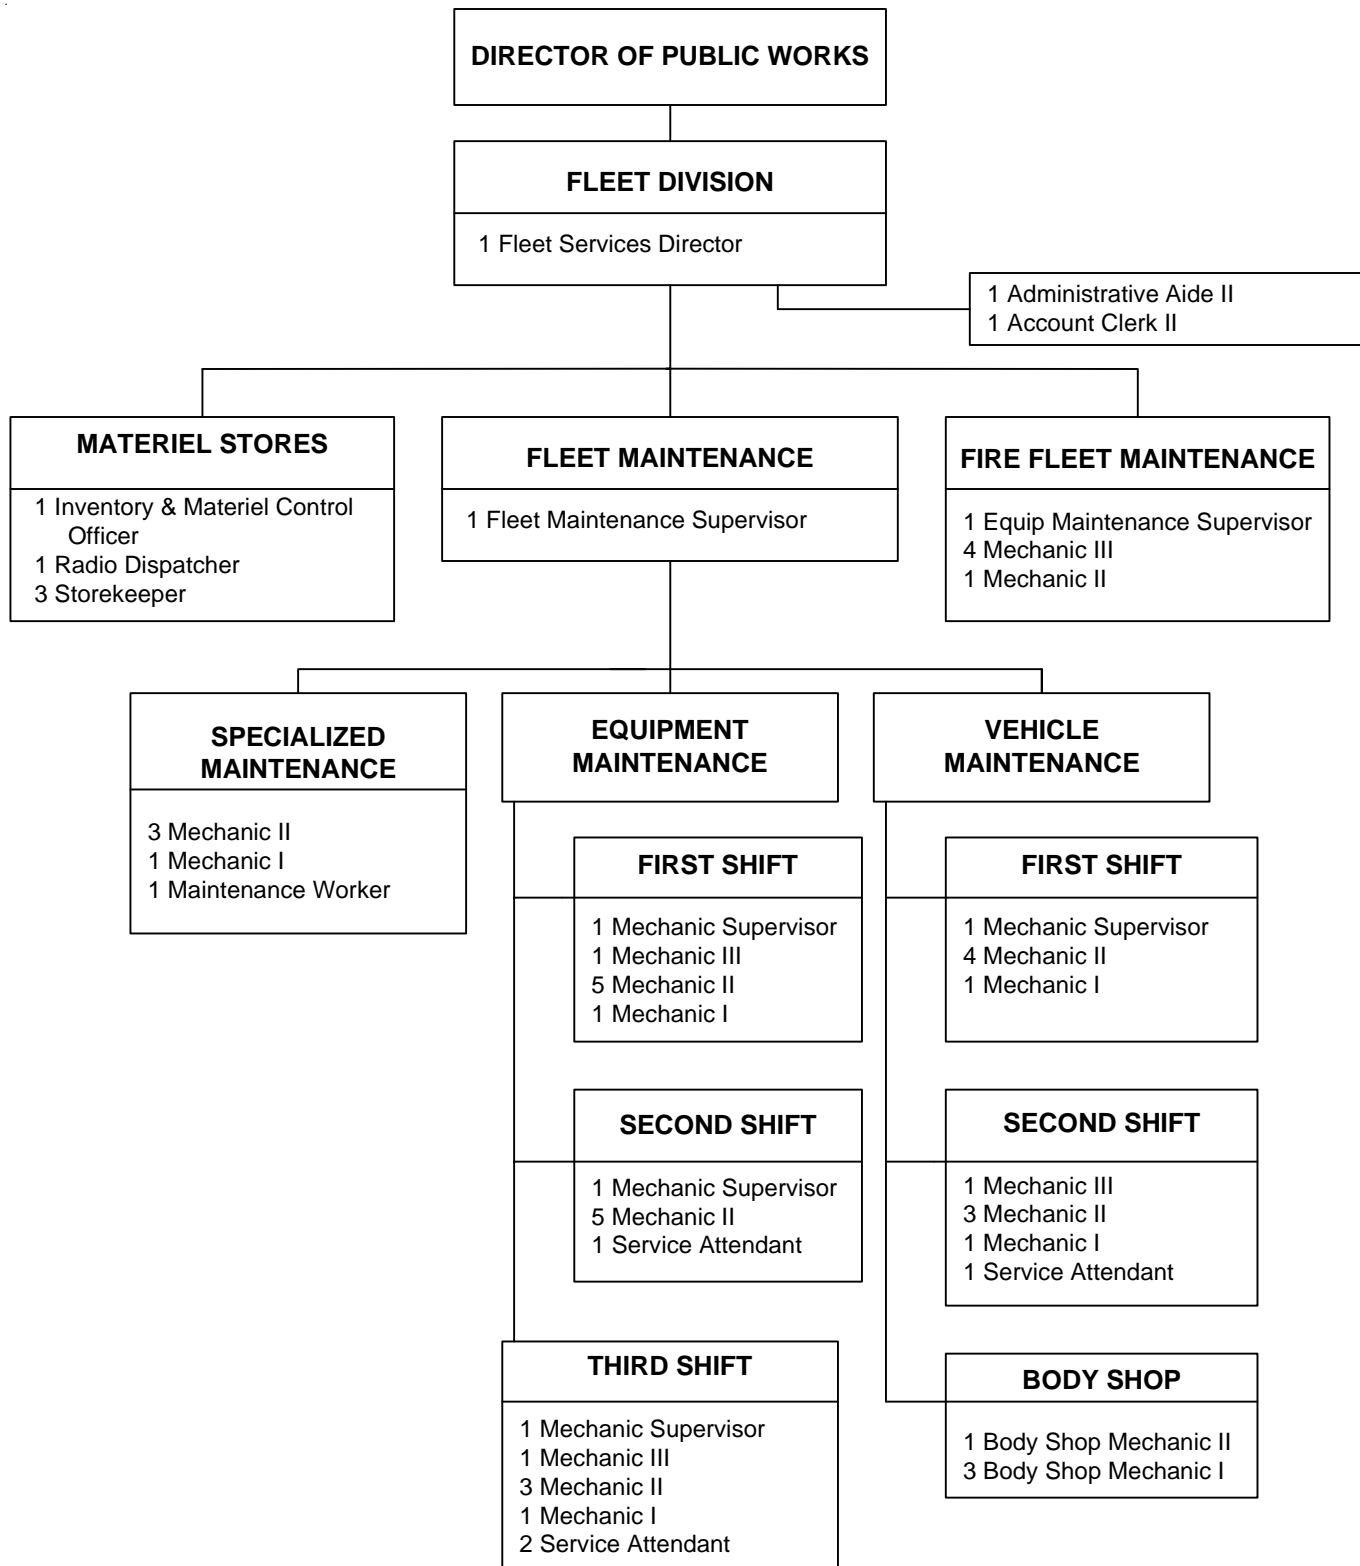 DIRECTOR OF PUBLIC WORKS
FLEET DIVISION
1 Fleet Services Director
1 Administrative Aide II
1 Account Clerk II
MATERIEL STORES
1 Inventory & Materiel Control
Officer
1 Radio Dispatcher
3 Storekeeper
FLEET MAINTENANCE
1 Fleet Maintenance Supervisor
FIRE FLEET MAINTENANCE
1 Equip Maintenance Supervisor
4 Mechanic III
1 Mechanic II
SPECIALIZED
MAINTENANCE
3 Mechanic II
1 Mechanic I
1 Maintenance Worker
EQUIPMENT
MAINTENANCE
FIRST SHIFT
1 Mechanic Supervisor
1 Mechanic III
5 Mechanic II
1 Mechanic I
SECOND SHIFT
1 Mechanic Supervisor
5 Mechanic II
1 Service Attendant
THIRD SHIFT
1 Mechanic Supervisor
1 Mechanic III
3 Mechanic II
1 Mechanic I
2 Service Attendant
VEHICLE
MAINTENANCE
FIRST SHIFT
1 Mechanic Supervisor
4 Mechanic II
1 Mechanic I
SECOND SHIFT
1 Mechanic III
3 Mechanic II
1 Mechanic I
1 Service Attendant
BODY SHOP
1 Body Shop Mechanic II
3 Body Shop Mechanic I